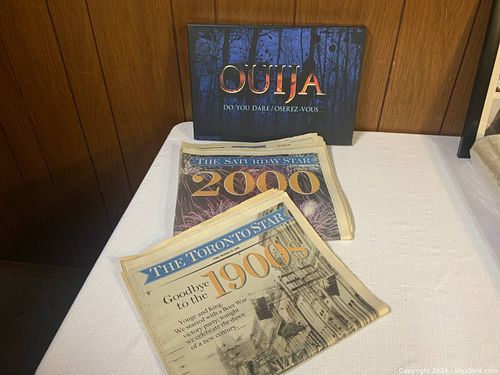 OUIJA
DO YOU DARE / OSEREZ-VOUS
THE SATURDAY STAR
2000
THE TORONTO STAR
Goodbye
to the
1900s
Yonge and King.
We started with a Boer War
victory party; tonight
we celebrate the dawn
of a new century......
Copyright 2024 - MaxSold.com